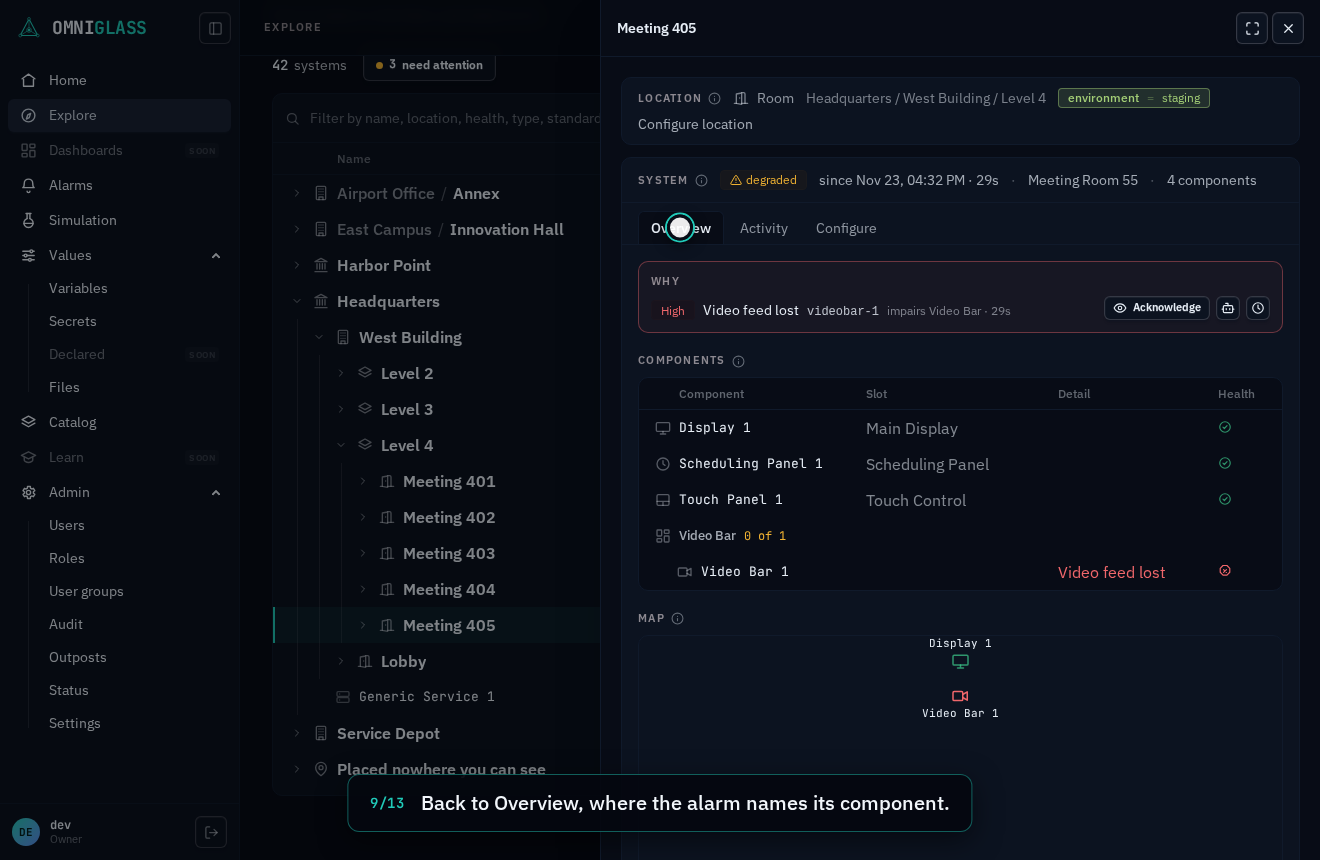 OMNIGLASS
Home
Explore
Dashboards SOON
Alarms
Simulation
Values
Variables
Secrets
Declared SOON
Files
Catalog
Learn SOON
Admin
Users
Roles
User groups
Audit
Outposts
Status
Settings
DE dev
Owner
EXPLORE
42 systems 3 need attention
Filter by name, location, health, type, standard
Name
Airport Office / Annex
East Campus / Innovation Hall
Harbor Point
Headquarters
West Building
Level 2
Level 3
Level 4
Meeting 401
Meeting 402
Meeting 403
Meeting 404
Meeting 405
Lobby
Generic Service 1
Service Depot
Placed nowhere you can see
Meeting 405
LOCATION Room Headquarters / West Building / Level 4 environment = staging
Configure location
SYSTEM degraded since Nov 23, 04:32 PM · 29s · Meeting Room 55 · 4 components
Overview Activity Configure
WHY
High Video feed lost videobar-1 impairs Video Bar · 29s Acknowledge
COMPONENTS
Component Slot Detail Health
Display 1 Main Display
Scheduling Panel 1 Scheduling Panel
Touch Panel 1 Touch Control
Video Bar 0 of 1
Video Bar 1 Video feed lost
MAP
Display 1
Video Bar 1
9/13 Back to Overview, where the alarm names its component.